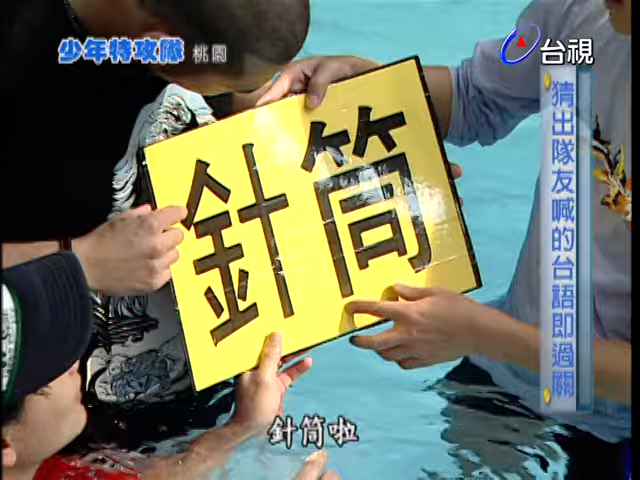 少年特攻隊 桃園
台視
猜出隊友喊的台語即過關
針筒
針筒啦